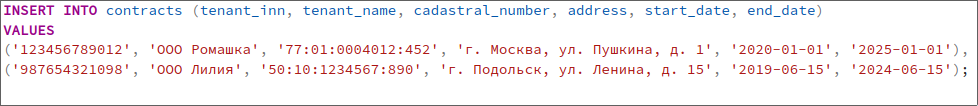 INSERT INTO contracts (tenant_inn, tenant_name, cadastral_number, address, start_date, end_date)
VALUES
('123456789012', 'ООО Ромашка', '77:01:0004012:452', 'г. Москва, ул. Пушкина, д. 1', '2020-01-01', '2025-01-01'),
('987654321098', 'ООО Лилия', '50:10:1234567:890', 'г. Подольск, ул. Ленина, д. 15', '2019-06-15', '2024-06-15');